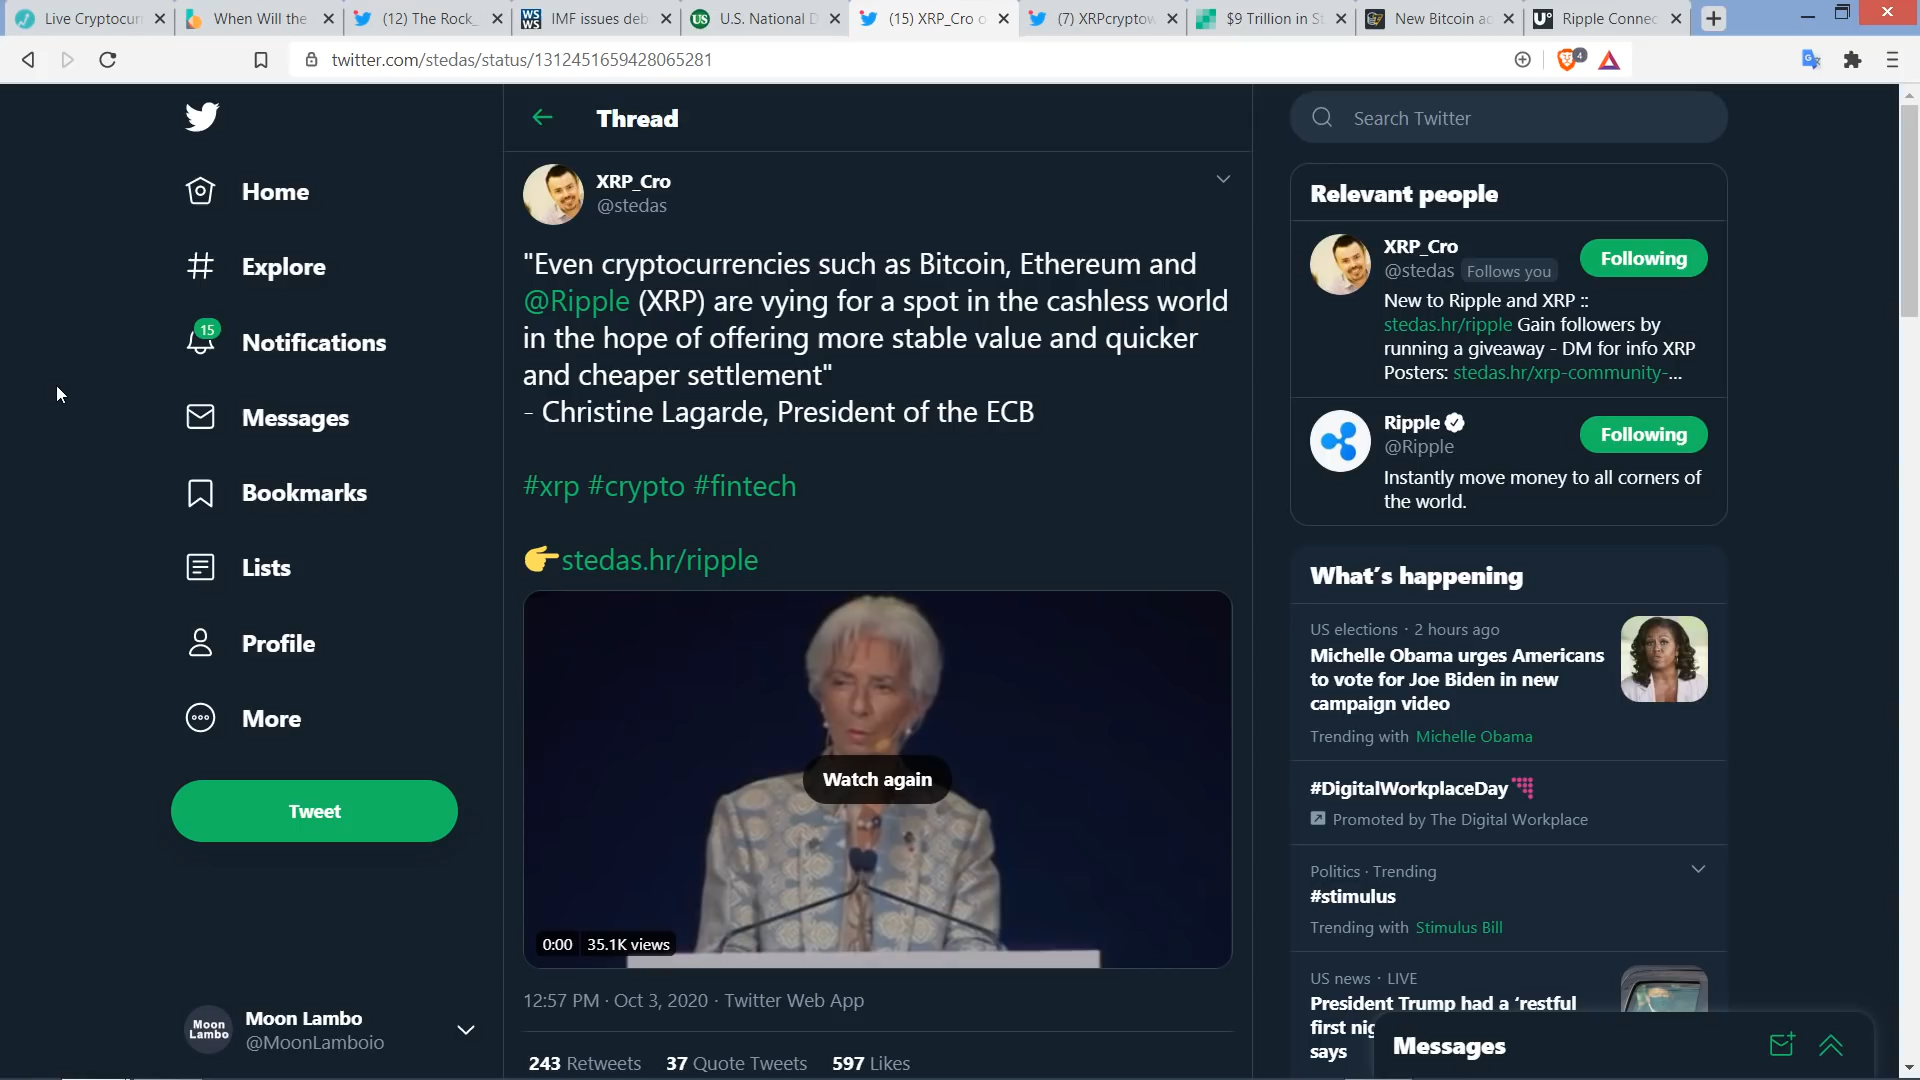 Live Cryptocurr
When Will the
(12) The Rock_
IMF issues deb
U.S. National D
(15) XRP_Cro o
(7) XRPcryptow
$9 Trillion in St
New Bitcoin ad
Ripple Connec
twitter.com/stedas/status/1312451659428065281
4
Home
Explore
15
Notifications
Messages
Bookmarks
Lists
Profile
More
Tweet
Moon Lambo
Moon Lambo
@MoonLamboio
Thread
XRP_Cro
@stedas
"Even cryptocurrencies such as Bitcoin, Ethereum and
@Ripple (XRP) are vying for a spot in the cashless world
in the hope of offering more stable value and quicker
and cheaper settlement"
- Christine Lagarde, President of the ECB
#xrp #crypto #fintech
👉stedas.hr/ripple
Watch again
0:00 35.1K views
12:57 PM · Oct 3, 2020 · Twitter Web App
243 Retweets 37 Quote Tweets 597 Likes
Search Twitter
Relevant people
XRP_Cro
@stedas Follows you
Following
New to Ripple and XRP ::
stedas.hr/ripple Gain followers by
running a giveaway - DM for info XRP
Posters: stedas.hr/xrp-community-...
Ripple
@Ripple
Following
Instantly move money to all corners of
the world.
What's happening
US elections · 2 hours ago
Michelle Obama urges Americans
to vote for Joe Biden in new
campaign video
Trending with Michelle Obama
#DigitalWorkplaceDay
Promoted by The Digital Workplace
Politics · Trending
#stimulus
Trending with Stimulus Bill
US news · LIVE
President Trump had a 'restful
first nig
says
Messages